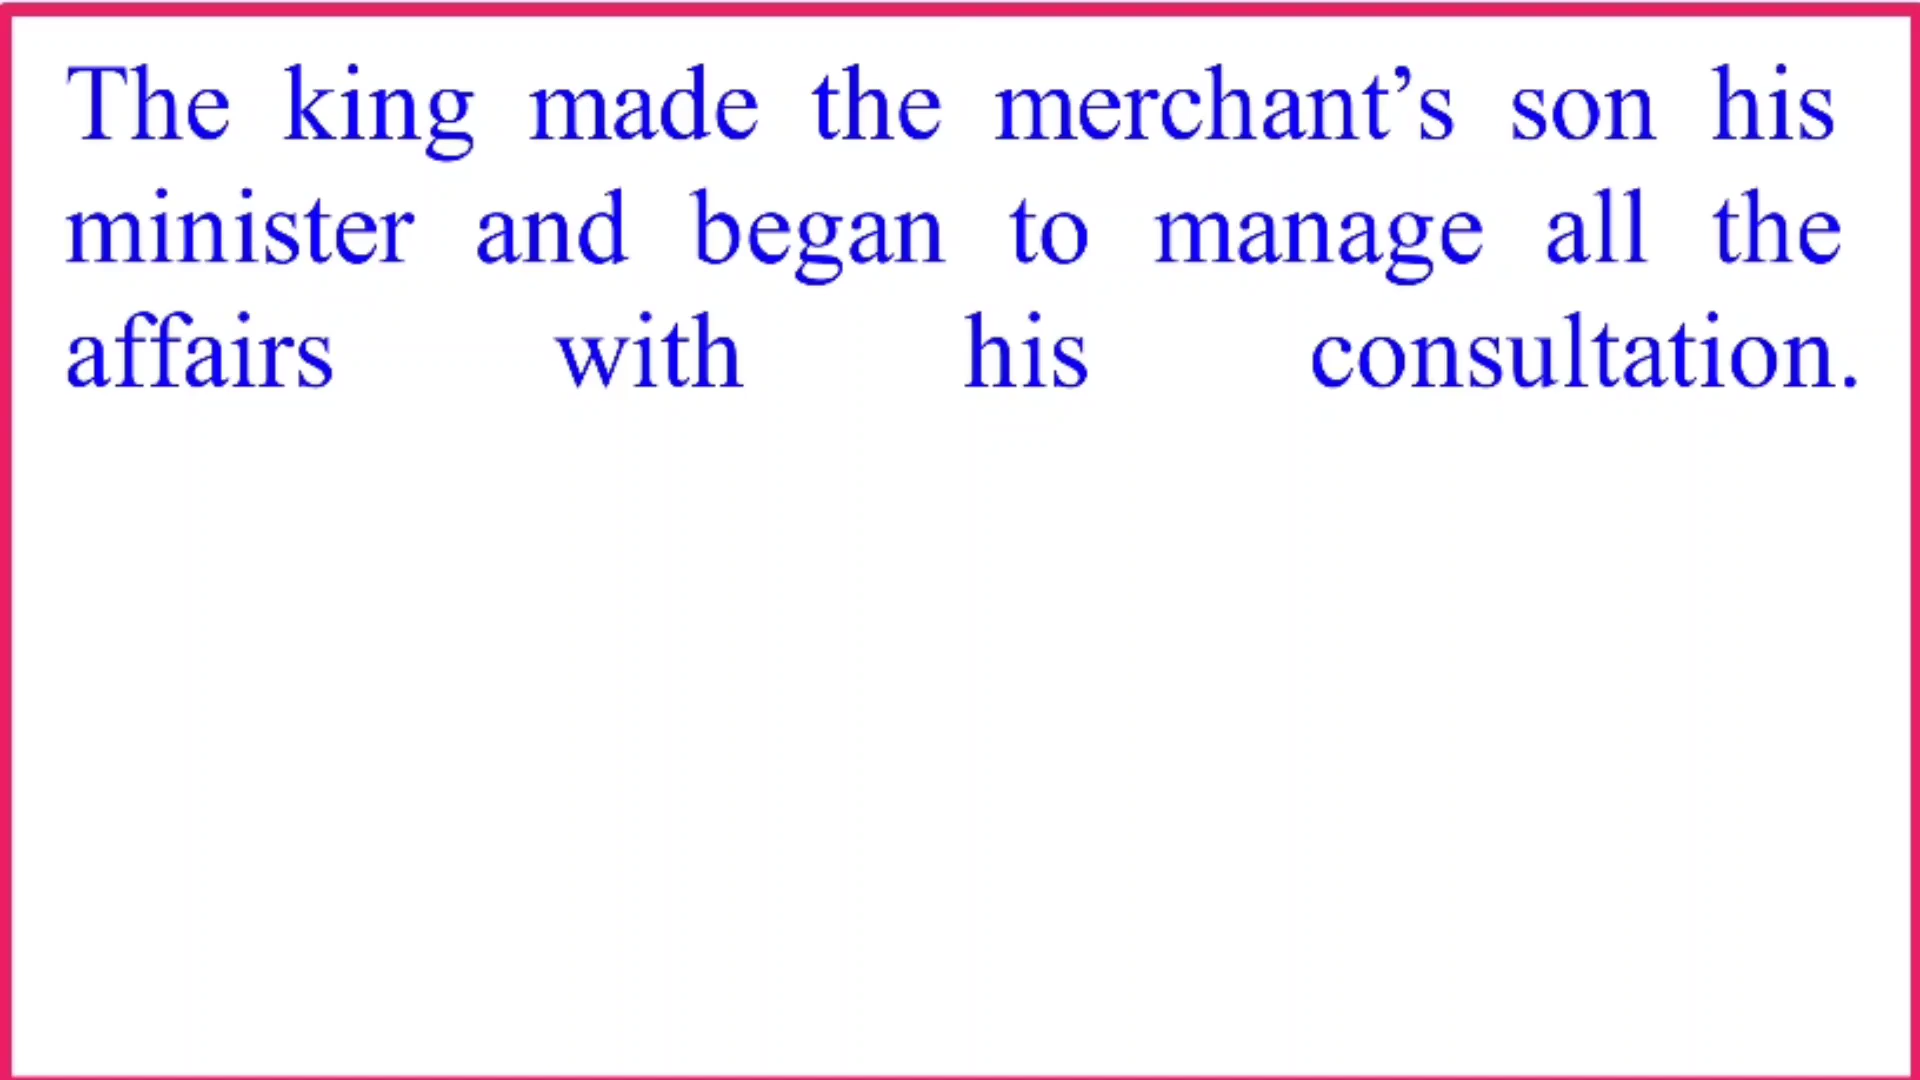 The king made the merchant’s son his
minister and began to manage all the
affairs with his consultation.